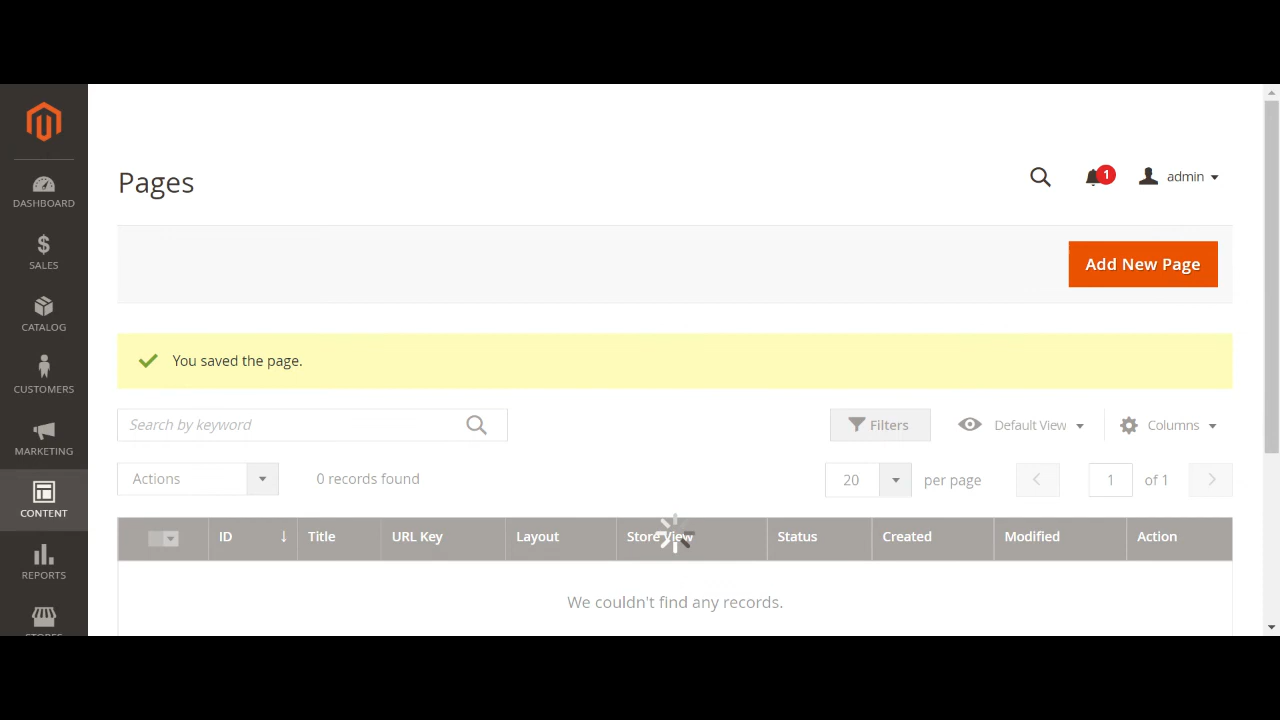 Pages
1
admin
DASHBOARD
SALES
CATALOG
CUSTOMERS
MARKETING
CONTENT
REPORTS
STORES
Add New Page
You saved the page.
Search by keyword
Filters
Default View
Columns
Actions
0 records found
20
per page
1
of 1
ID ↓ Title URL Key Layout Store View Status Created Modified Action
We couldn't find any records.